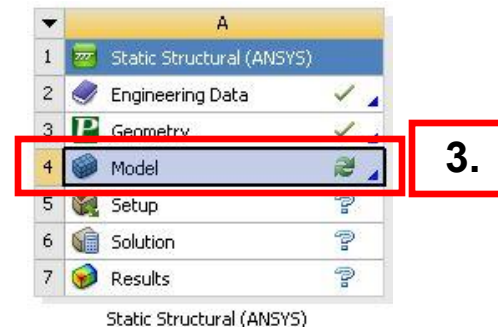 A
1 Static Structural (ANSYS)
2 Engineering Data
3 Geometry
4 Model
3.
5 Setup ?
6 Solution ?
7 Results ?
Static Structural (ANSYS)